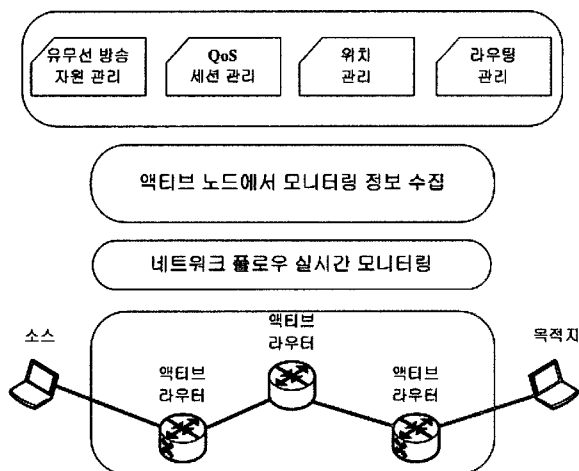 유무선 방송 QoS 위치 라우팅
자원 관리 세션 관리 관리 관리
액티브 노드에서 모니터링 정보 수집
네트워크 플로우 실시간 모니터링
액티브
소스 라우터 목적지
액티브 액티브
라우터 라우터